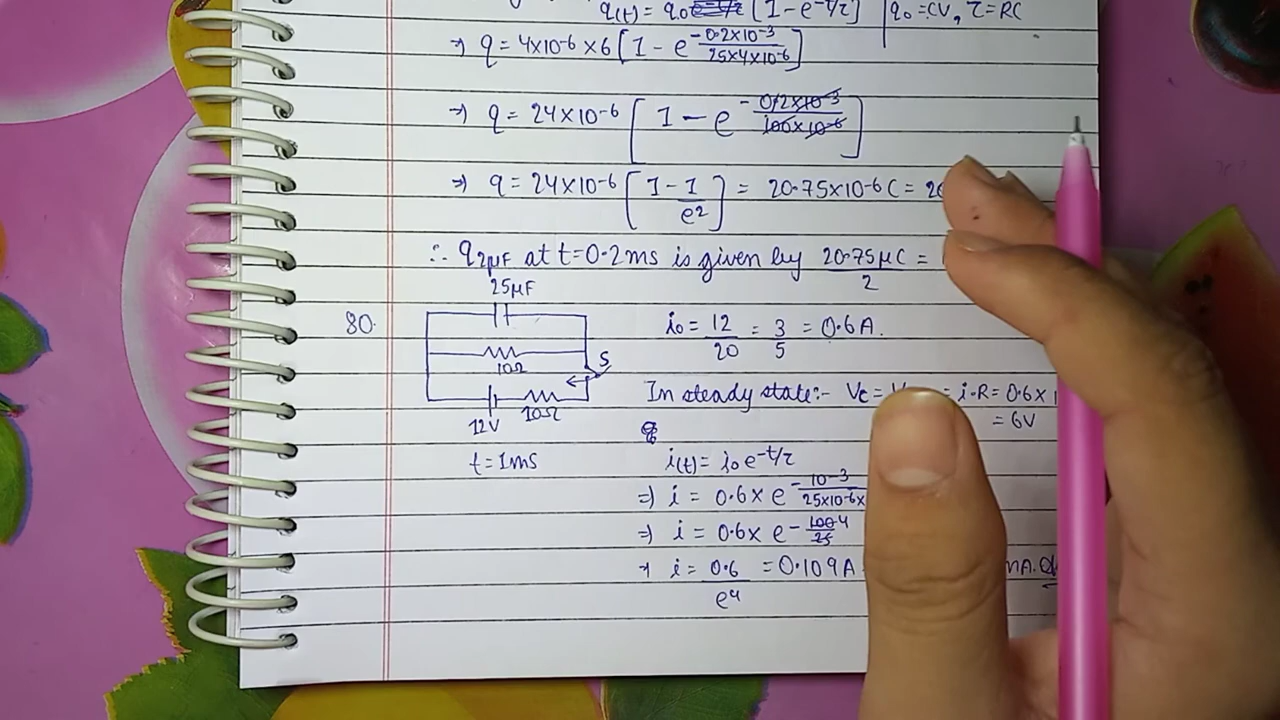 q(t) = q0 [1-e-t/τ] | q0 = CV, τ = RC
→ q = 4×10-6 × 6 [1 - e-0.2×10-3/25×4×10-6]
→ q = 24×10-6 [1 - e-0.2×10-3/100×10-6]
→ q = 24×10-6 [1 - 1/e2] = 20.75×10-6 C =
∴ q2μF at t=0.2ms is given by 20.75μC/2 =
25μF
80.
i0 = 12/20 = 3/5 = 0.6A.
10Ω
S
In steady state:- Vc = = i·R = 0.6×
12V
10Ω
= 6V
t = 1ms
i(t) = i0 e-t/τ
⇒ i = 0.6× e-10-3/25×10-6×
⇒ i = 0.6× e-100 4/25
→ i = 0.6/e4 = 0.109A